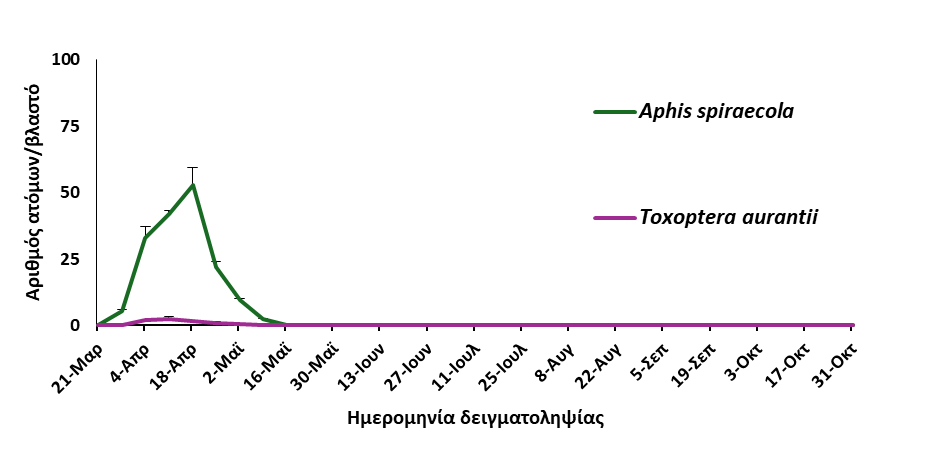 Αριθμός ατόμων/βλαστό
100
75
50
25
0
Aphis spiraecola
Toxoptera aurantii
21-Μαρ
4-Απρ
18-Απρ
2-Μαϊ
16-Μαϊ
30-Μαϊ
13-Ιουν
27-Ιουν
11-Ιουλ
25-Ιουλ
8-Αυγ
22-Αυγ
5-Σεπ
19-Σεπ
3-Οκτ
17-Οκτ
31-Οκτ
Ημερομηνία δειγματοληψίας